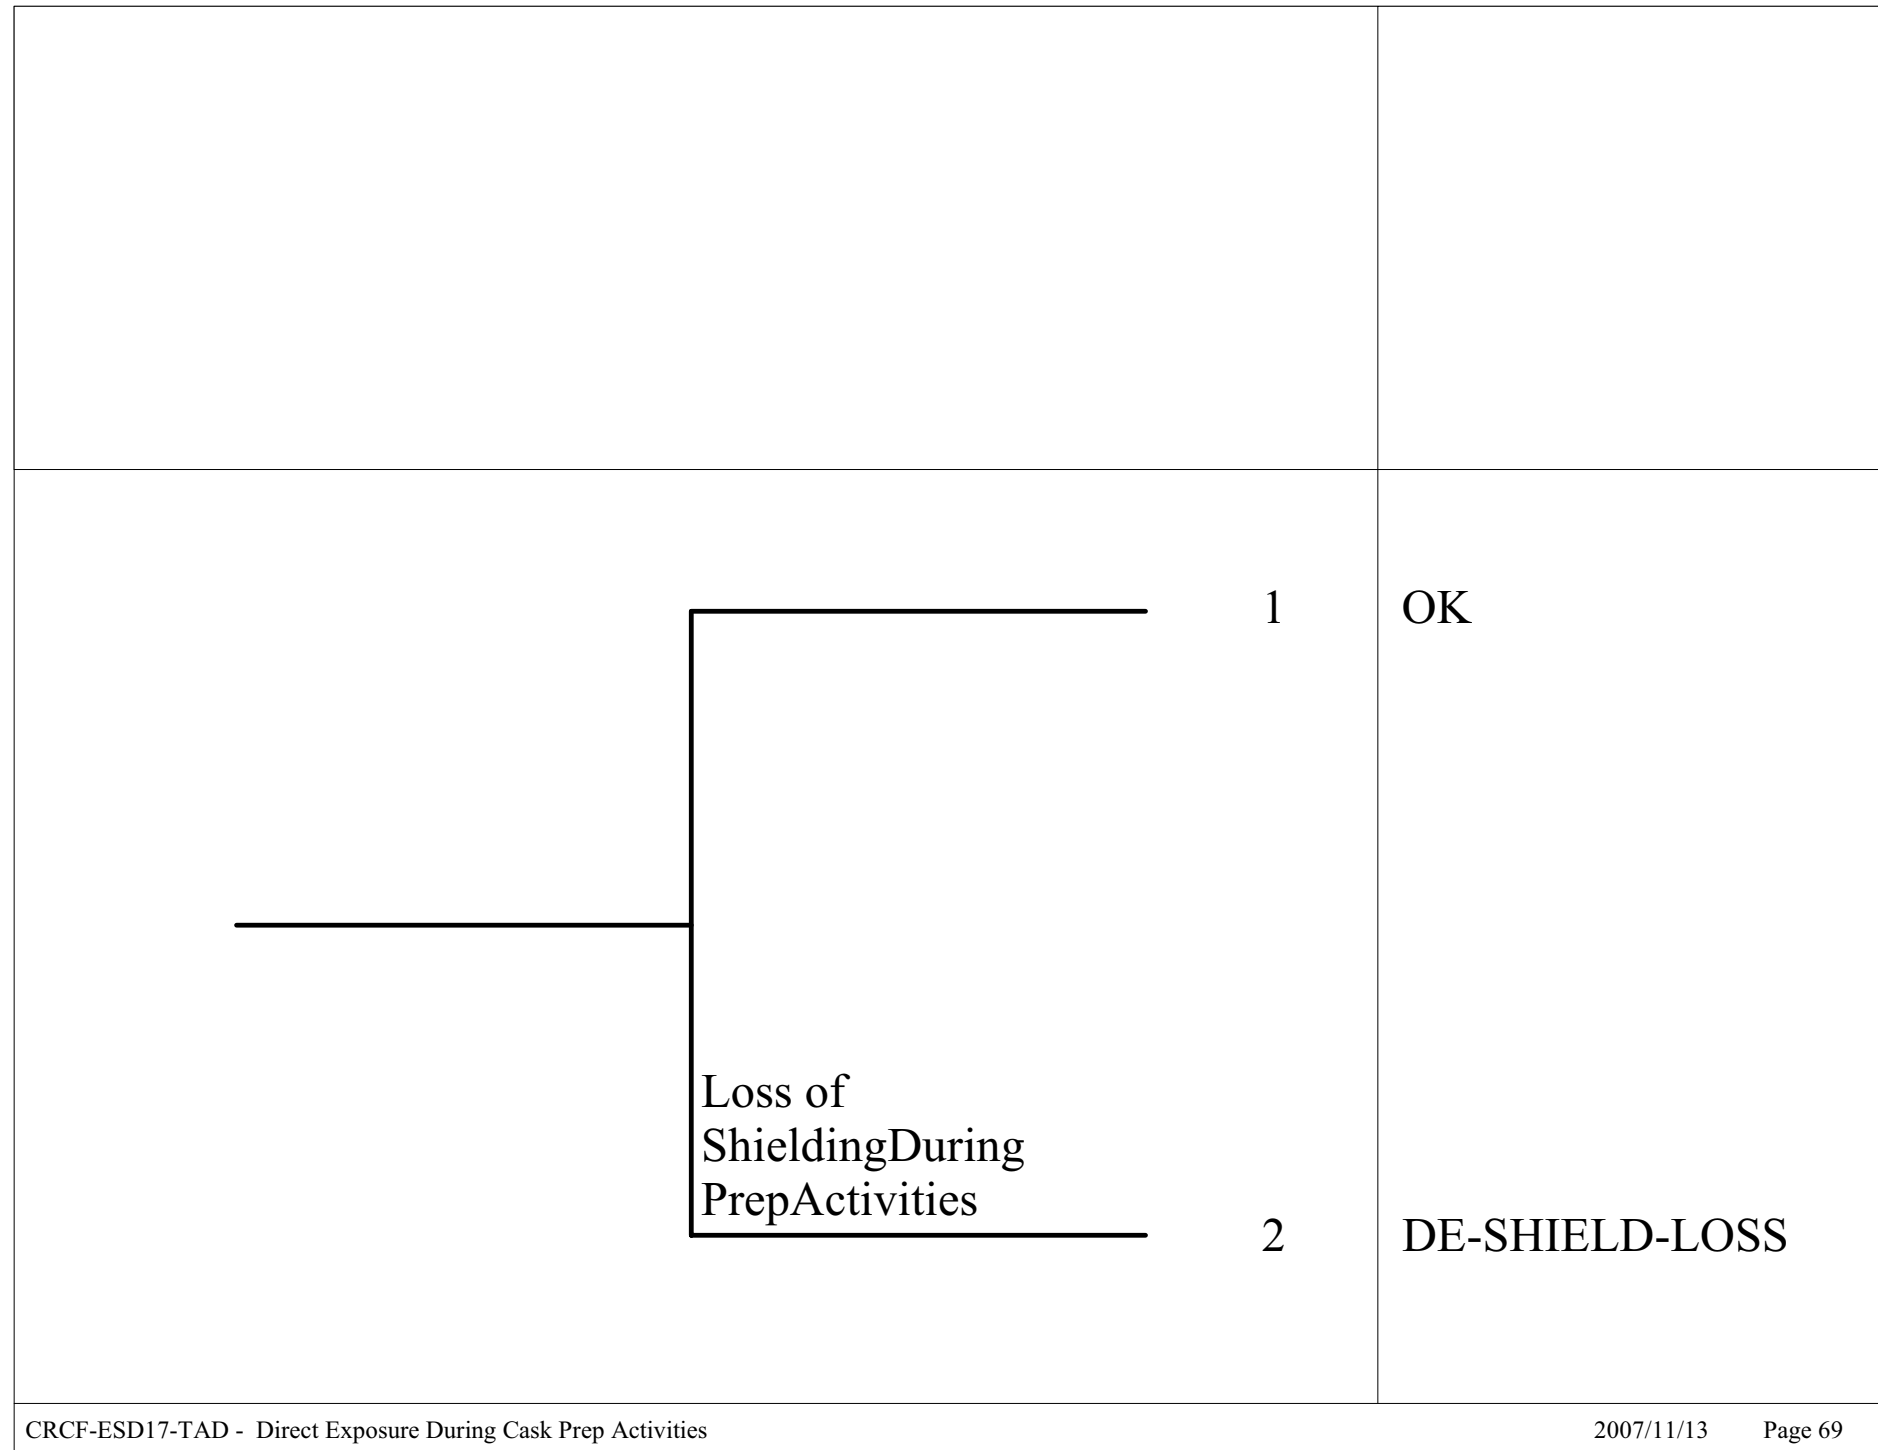 1 OK
Loss of
ShieldingDuring
PrepActivities
2 DE-SHIELD-LOSS
CRCF-ESD17-TAD - Direct Exposure During Cask Prep Activities 2007/11/13 Page 69